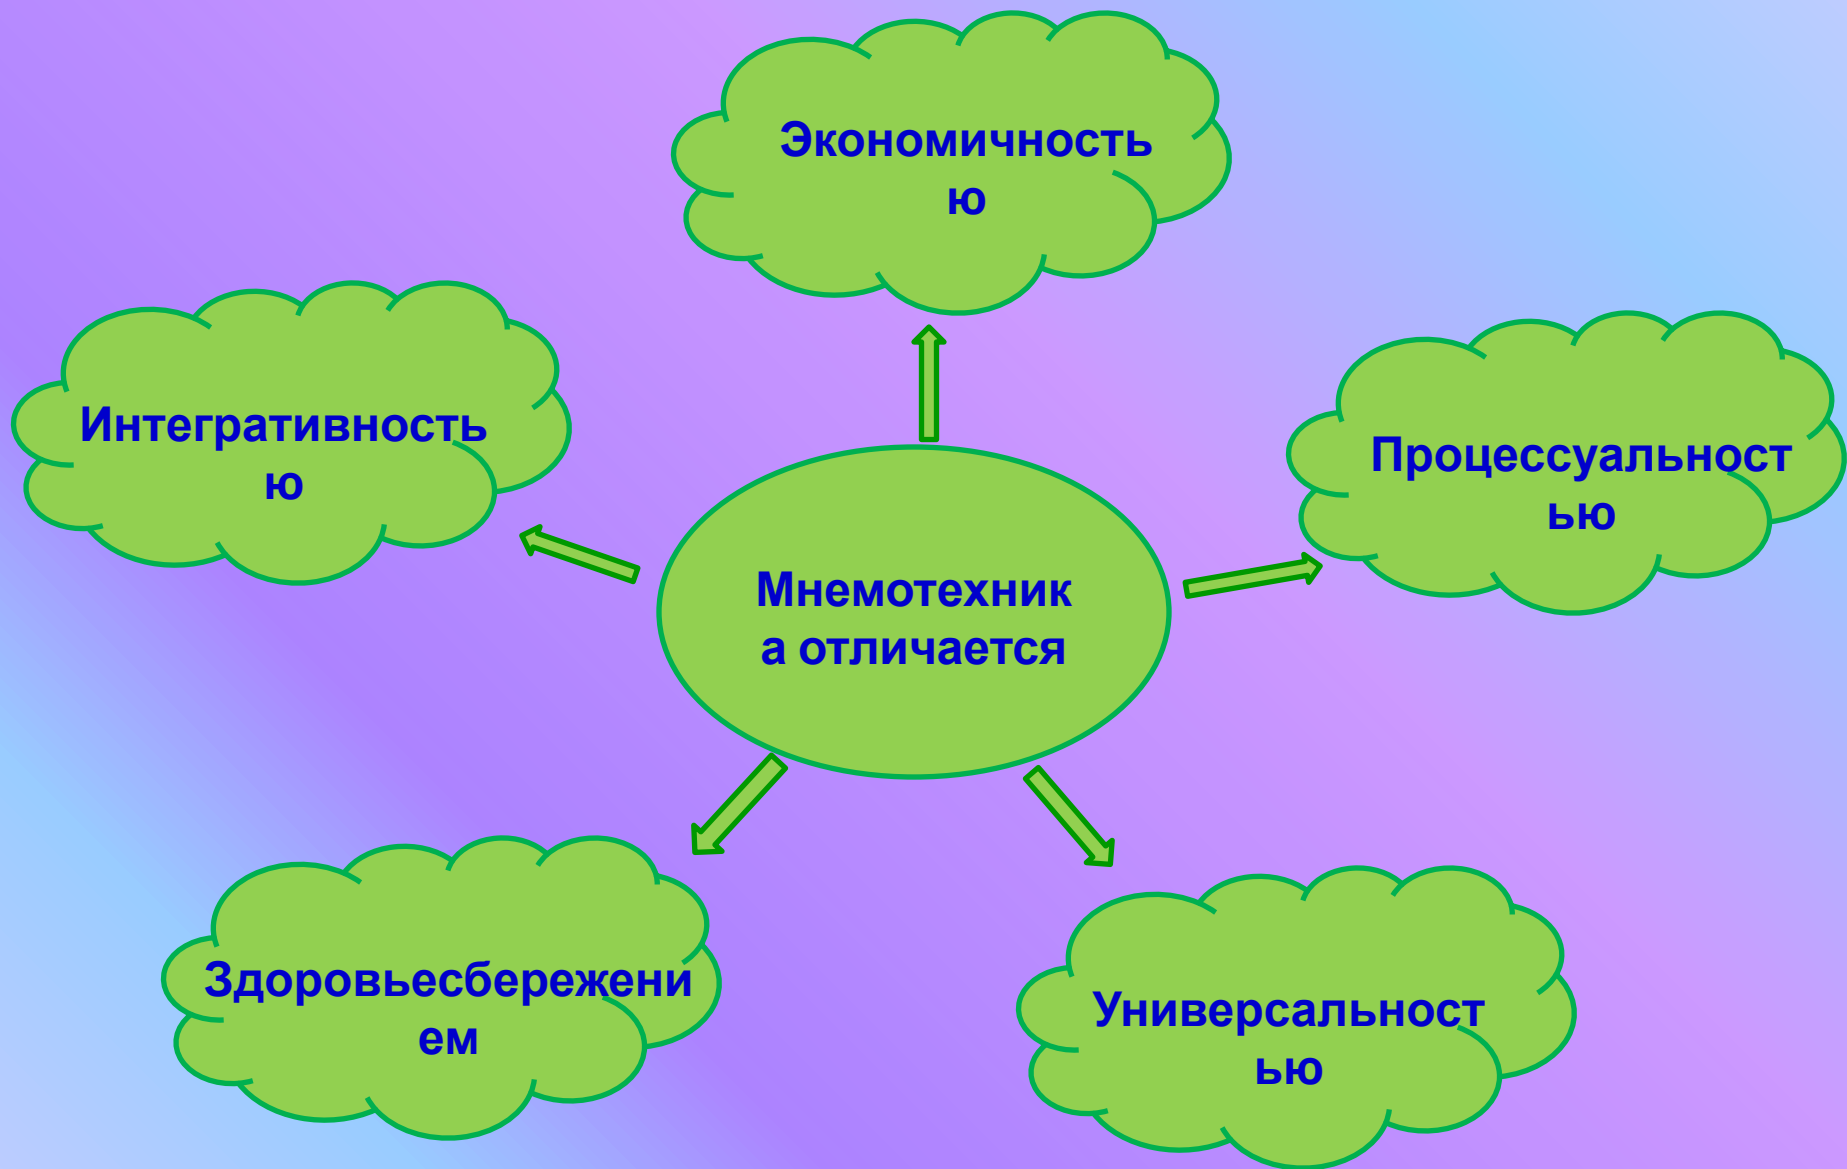 Экономичность
ю
Интегративность
ю
Процессуальност
ью
Мнемотехник
а отличается
Здоровьесбережени
ем
Универсальност
ью